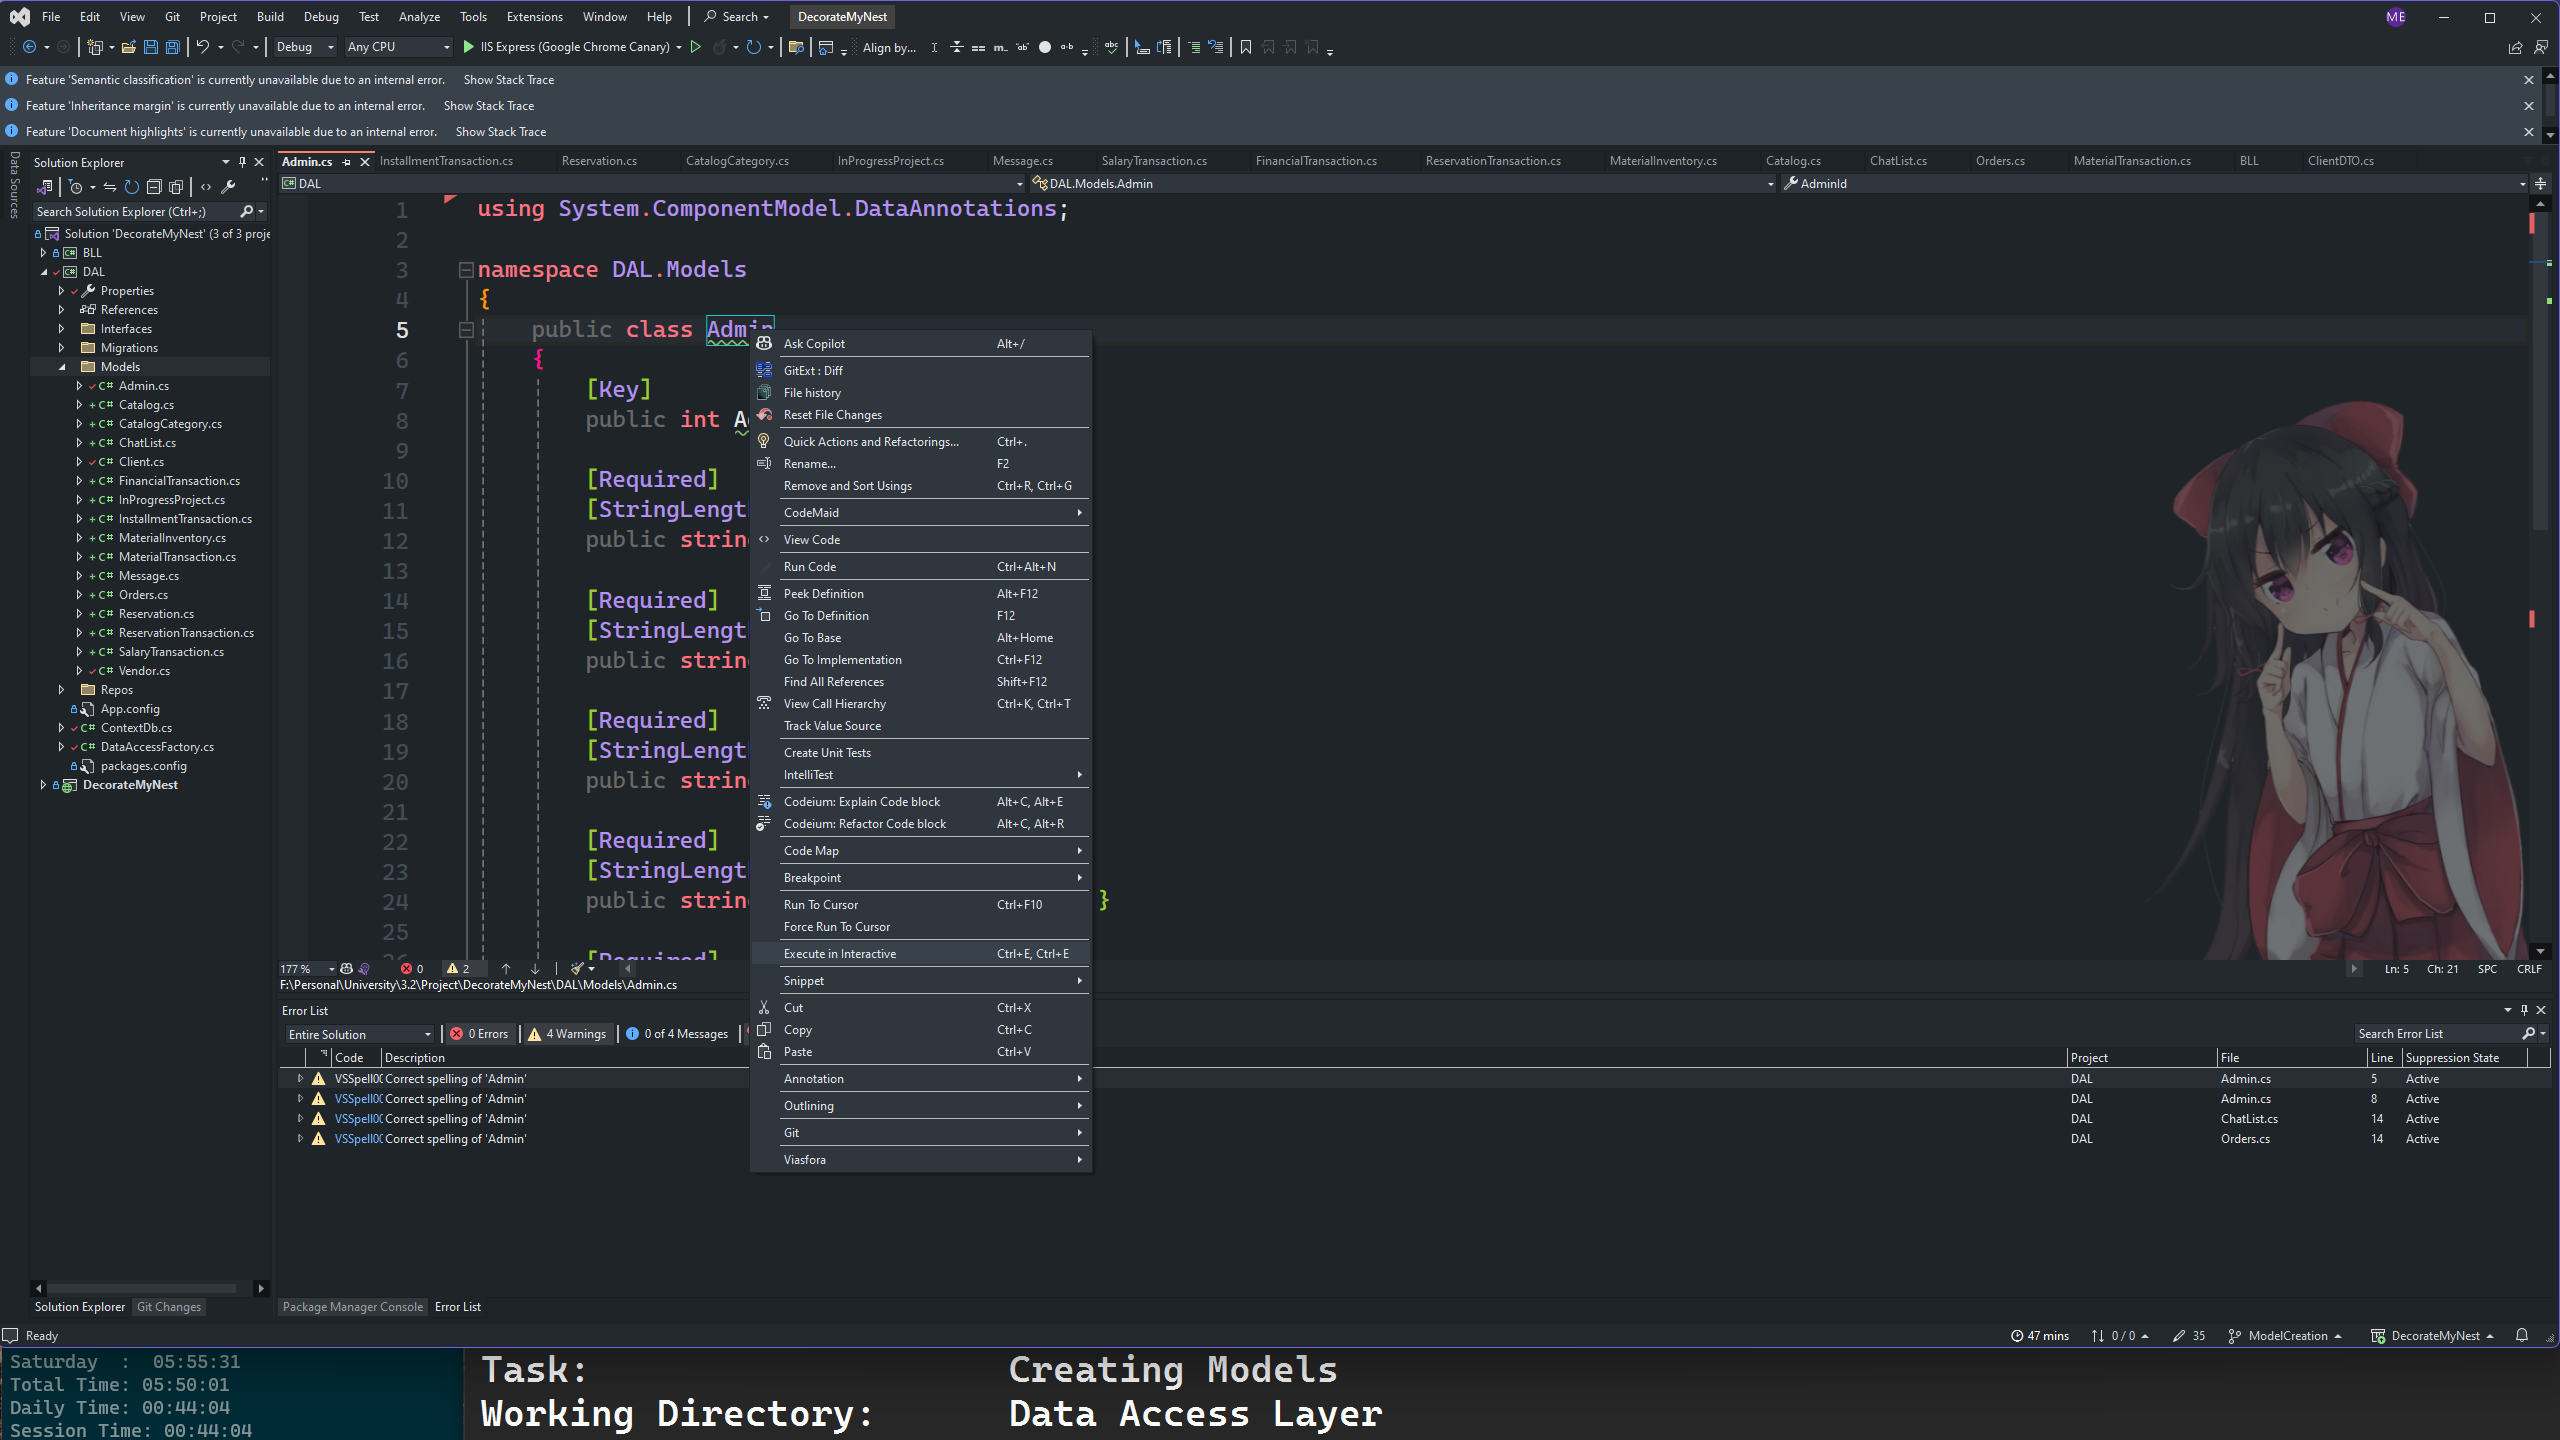 File Edit View Git Project Build Debug Test Analyze Tools Extensions Window Help Search DecorateMyNest ME
Debug Any CPU IIS Express (Google Chrome Canary) Align by...
Feature 'Semantic classification' is currently unavailable due to an internal error. Show Stack Trace
Feature 'Inheritance margin' is currently unavailable due to an internal error. Show Stack Trace
Feature 'Document highlights' is currently unavailable due to an internal error. Show Stack Trace
Data Sources
Solution Explorer
Search Solution Explorer (Ctrl+;)
Solution 'DecorateMyNest' (3 of 3 proje
BLL
DAL
Properties
References
Interfaces
Migrations
Models
Admin.cs
Catalog.cs
CatalogCategory.cs
ChatList.cs
Client.cs
FinancialTransaction.cs
InProgressProject.cs
InstallmentTransaction.cs
MaterialInventory.cs
MaterialTransaction.cs
Message.cs
Orders.cs
Reservation.cs
ReservationTransaction.cs
SalaryTransaction.cs
Vendor.cs
Repos
App.config
ContextDb.cs
DataAccessFactory.cs
packages.config
DecorateMyNest
Solution Explorer Git Changes
Admin.cs InstallmentTransaction.cs Reservation.cs CatalogCategory.cs InProgressProject.cs Message.cs SalaryTransaction.cs FinancialTransaction.cs ReservationTransaction.cs MaterialInventory.cs Catalog.cs ChatList.cs Orders.cs MaterialTransaction.cs BLL ClientDTO.cs
DAL DAL.Models.Admin AdminId
1 using System.ComponentModel.DataAnnotations;
2
3 namespace DAL.Models
4 {
5 public class Admin
6 {
7 [Key]
8 public int A
9
10 [Required]
11 [StringLengt
12 public strin
13
14 [Required]
15 [StringLengt
16 public strin
17
18 [Required]
19 [StringLengt
20 public strin
21
22 [Required]
23 [StringLengt
24 public strin }
25
26 [Required]
Ask Copilot Alt+/
GitExt : Diff
File history
Reset File Changes
Quick Actions and Refactorings... Ctrl+.
Rename... F2
Remove and Sort Usings Ctrl+R, Ctrl+G
CodeMaid
View Code
Run Code Ctrl+Alt+N
Peek Definition Alt+F12
Go To Definition F12
Go To Base Alt+Home
Go To Implementation Ctrl+F12
Find All References Shift+F12
View Call Hierarchy Ctrl+K, Ctrl+T
Track Value Source
Create Unit Tests
IntelliTest
Codeium: Explain Code block Alt+C, Alt+E
Codeium: Refactor Code block Alt+C, Alt+R
Code Map
Breakpoint
Run To Cursor Ctrl+F10
Force Run To Cursor
Execute in Interactive Ctrl+E, Ctrl+E
Snippet
Cut Ctrl+X
Copy Ctrl+C
Paste Ctrl+V
Annotation
Outlining
Git
Viasfora
177 % 0 2 Ln: 5 Ch: 21 SPC CRLF
F:\Personal\University\3.2\Project\DecorateMyNest\DAL\Models\Admin.cs
Error List
Entire Solution 0 Errors 4 Warnings 0 of 4 Messages Search Error List
Code Description Project File Line Suppression State
VSSpell00 Correct spelling of 'Admin' DAL Admin.cs 5 Active
VSSpell00 Correct spelling of 'Admin' DAL Admin.cs 8 Active
VSSpell00 Correct spelling of 'Admin' DAL ChatList.cs 14 Active
VSSpell00 Correct spelling of 'Admin' DAL Orders.cs 14 Active
Package Manager Console Error List
Ready 47 mins 0 / 0 35 ModelCreation DecorateMyNest
Saturday : 05:55:31
Total Time: 05:50:01
Daily Time: 00:44:04
Session Time: 00:44:04
Task: Creating Models
Working Directory: Data Access Layer